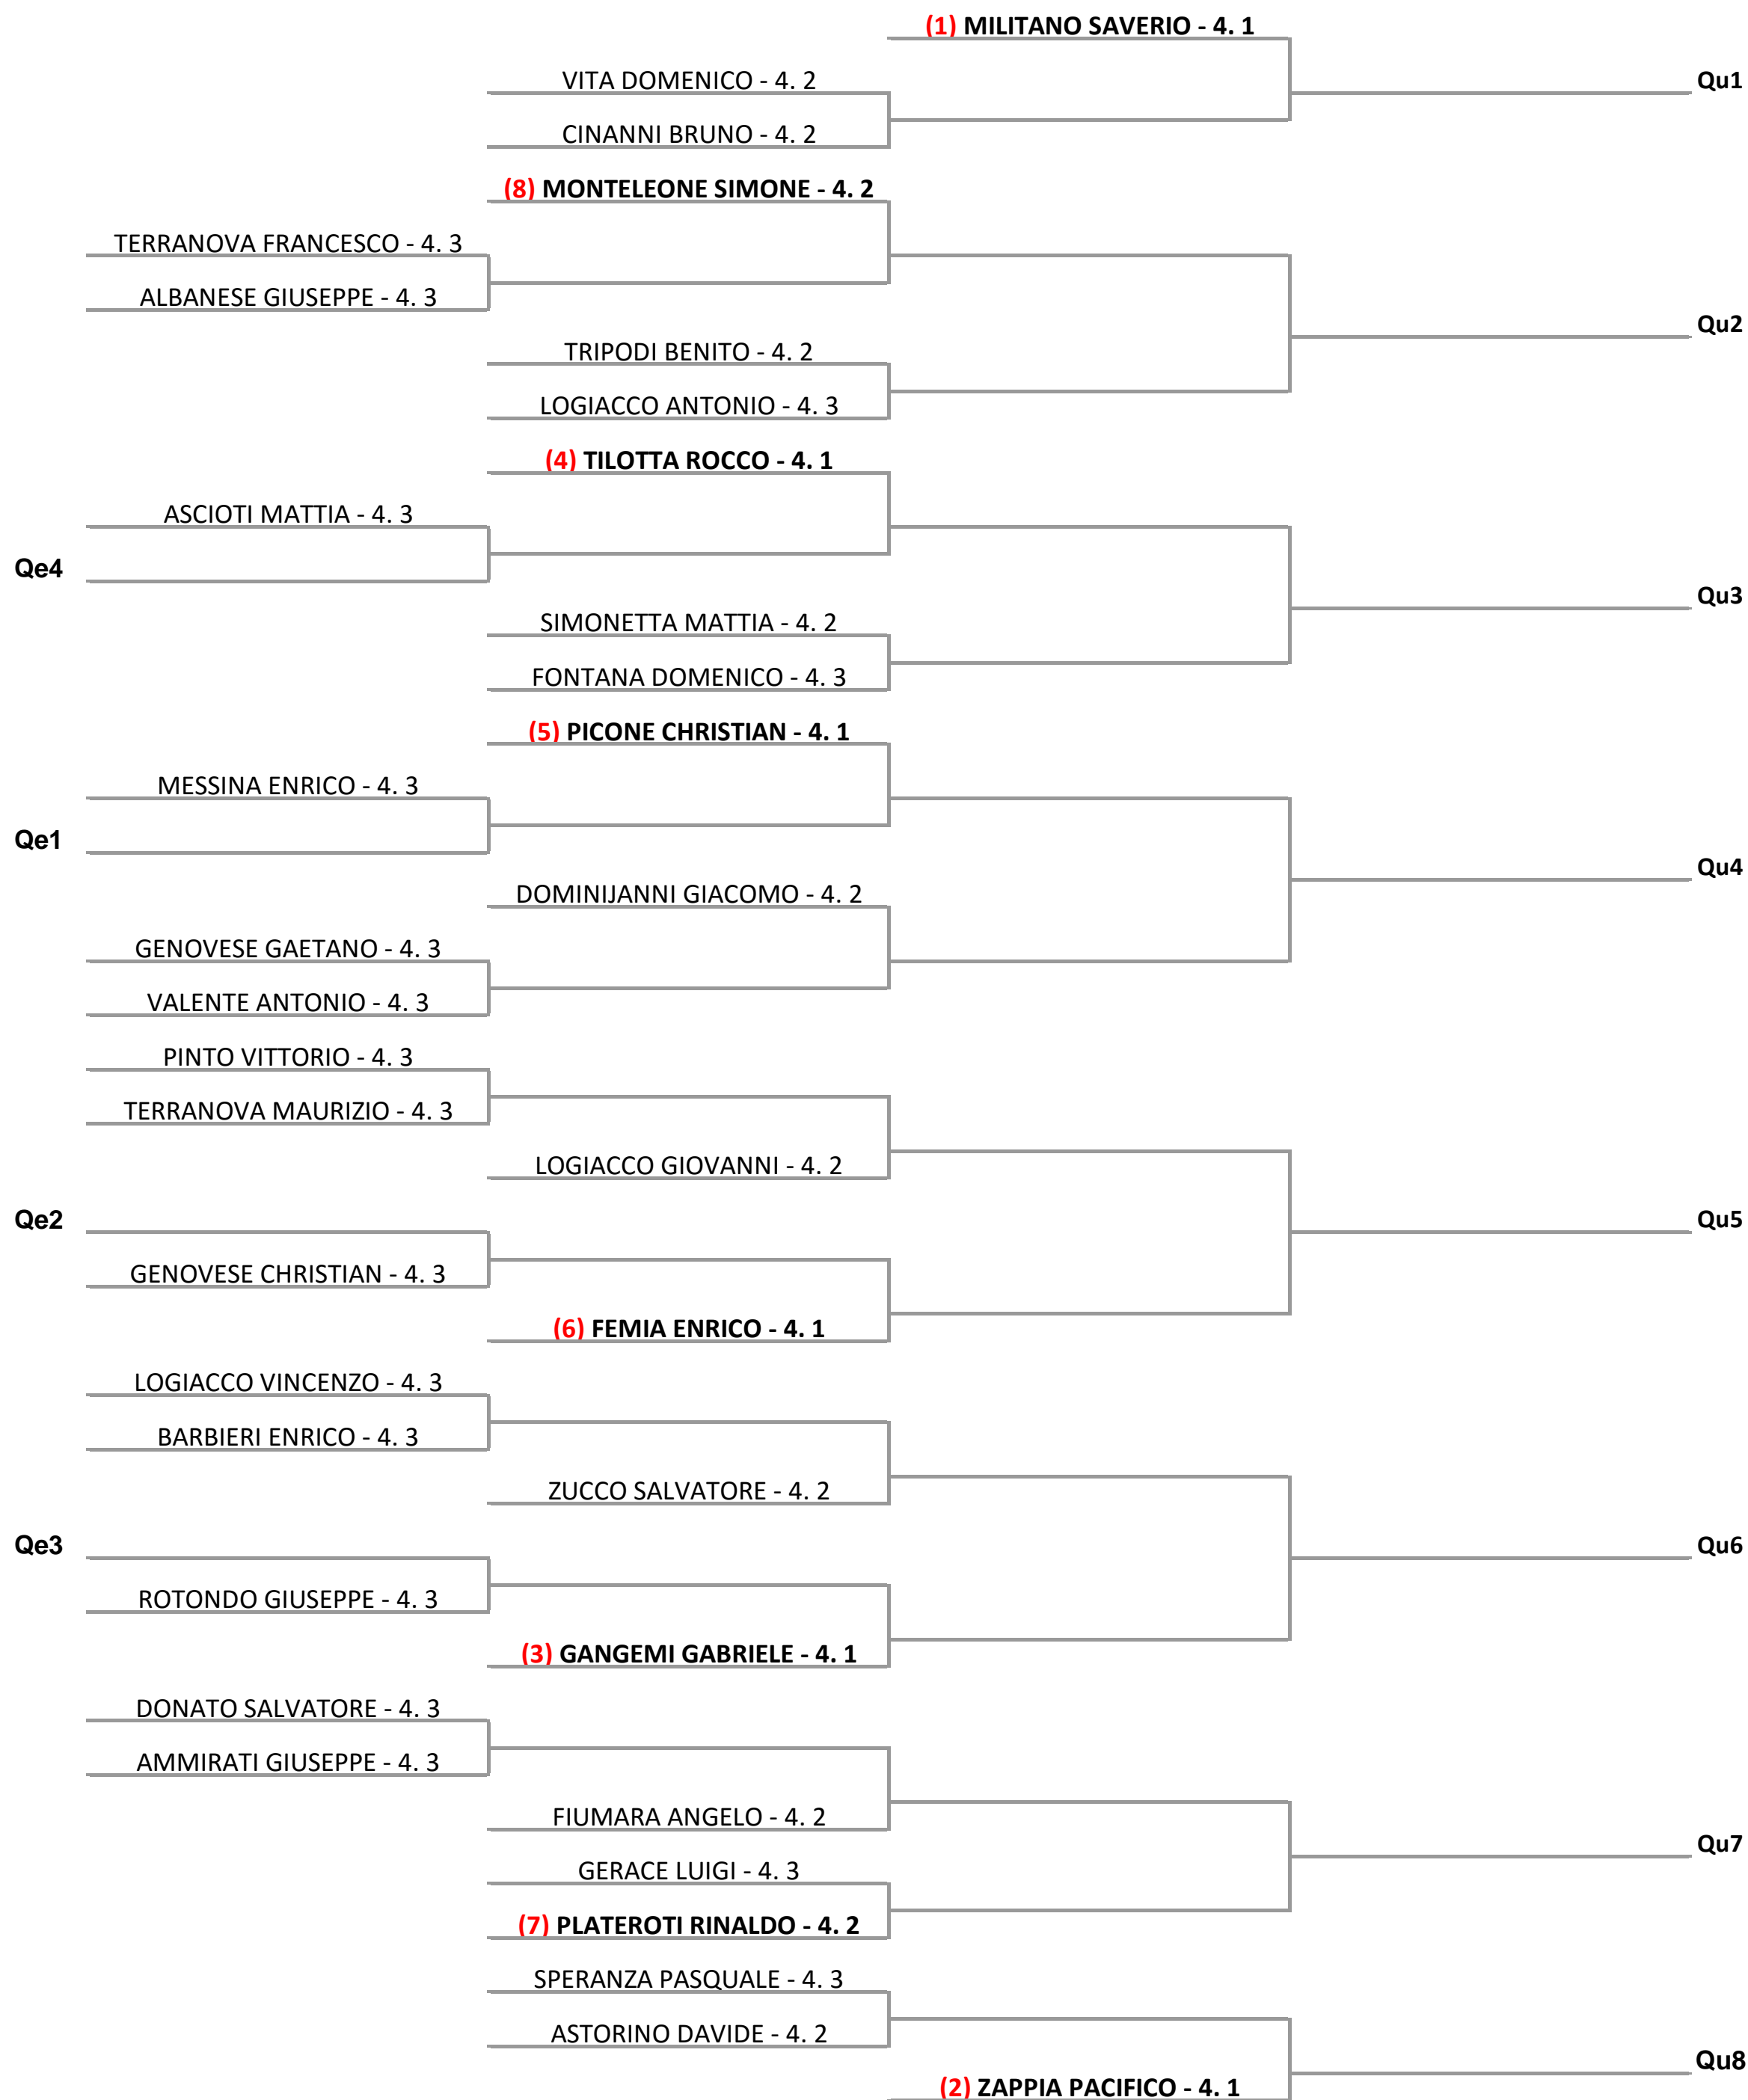 (1) MILITANO SAVERIO - 4. 1
VITA DOMENICO - 4. 2
Qu1
CINANNI BRUNO - 4. 2
(8) MONTELEONE SIMONE - 4. 2
TERRANOVA FRANCESCO - 4. 3
ALBANESE GIUSEPPE - 4. 3
Qu2
TRIPODI BENITO - 4. 2
LOGIACCO ANTONIO - 4. 3
(4) TILOTTA ROCCO - 4. 1
ASCIOTI MATTIA - 4. 3
Qe4
Qu3
SIMONETTA MATTIA - 4. 2
FONTANA DOMENICO - 4. 3
(5) PICONE CHRISTIAN - 4. 1
MESSINA ENRICO - 4. 3
Qe1
Qu4
DOMINIJANNI GIACOMO - 4. 2
GENOVESE GAETANO - 4. 3
VALENTE ANTONIO - 4. 3
PINTO VITTORIO - 4. 3
TERRANOVA MAURIZIO - 4. 3
LOGIACCO GIOVANNI - 4. 2
Qe2
Qu5
GENOVESE CHRISTIAN - 4. 3
(6) FEMIA ENRICO - 4. 1
LOGIACCO VINCENZO - 4. 3
BARBIERI ENRICO - 4. 3
ZUCCO SALVATORE - 4. 2
Qe3
Qu6
ROTONDO GIUSEPPE - 4. 3
(3) GANGEMI GABRIELE - 4. 1
DONATO SALVATORE - 4. 3
AMMIRATI GIUSEPPE - 4. 3
FIUMARA ANGELO - 4. 2
Qu7
GERACE LUIGI - 4. 3
(7) PLATEROTI RINALDO - 4. 2
SPERANZA PASQUALE - 4. 3
ASTORINO DAVIDE - 4. 2
Qu8
(2) ZAPPIA PACIFICO - 4. 1